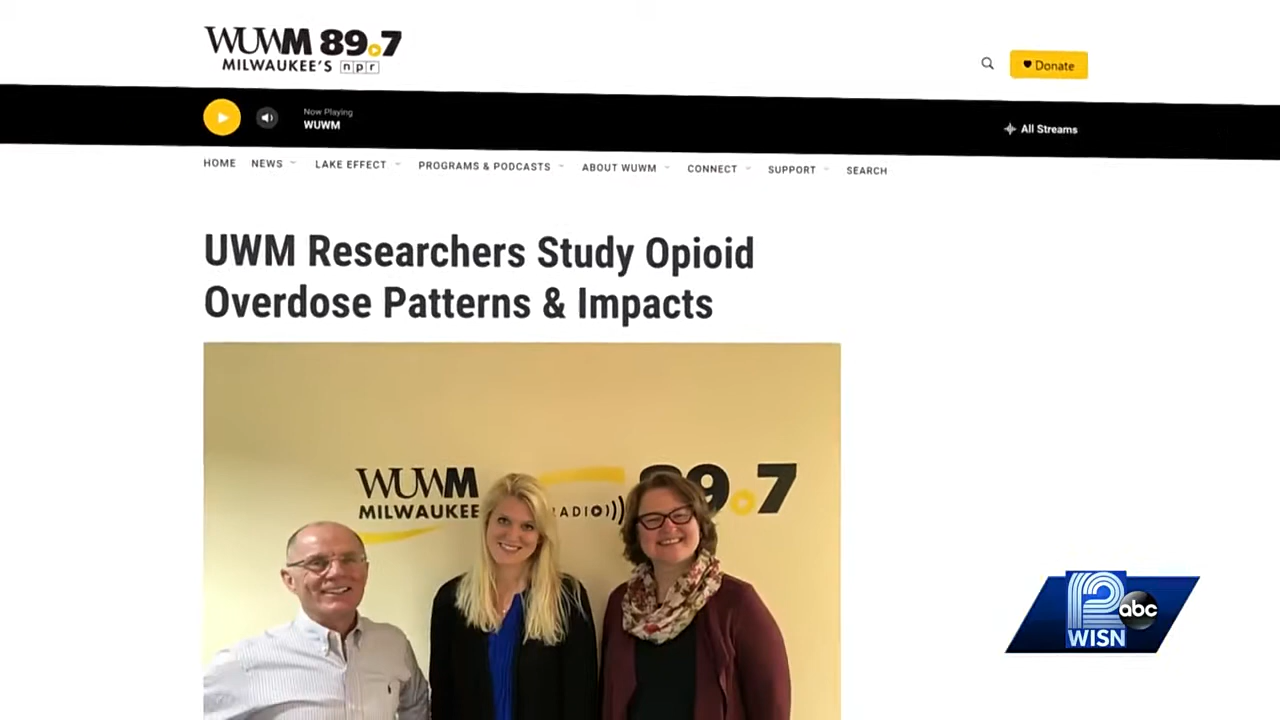 WUWM 89.7
MILWAUKEE'S npr
Donate
Now Playing
WUWM
All Streams
HOME NEWS LAKE EFFECT PROGRAMS & PODCASTS ABOUT WUWM CONNECT SUPPORT SEARCH
UWM Researchers Study Opioid
Overdose Patterns & Impacts
WUWM 89.7
MILWAUKEE RADIO
12 abc
WISN